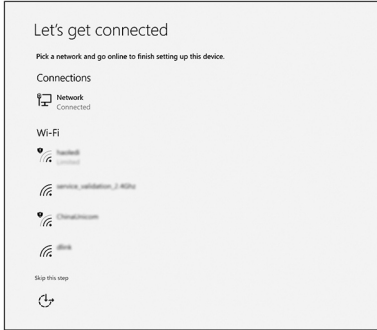 Let's get connected
Pick a network and go online to finish setting up this device.
Connections
Network
Connected
Wi-Fi
Limited
service_validation_2.4Ghz
ChinaUnicom
dlink
Skip this step